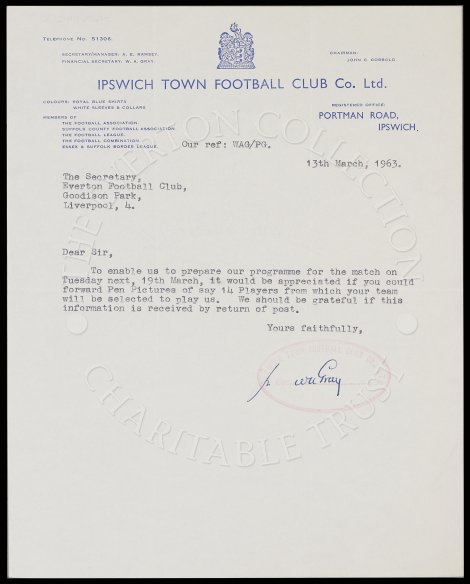 TELEPHONE NO. 51306.
SECRETARY/MANAGER: A. E. RAMSEY.
FINANCIAL SECRETARY: W. A. GRAY.
CHAIRMAN:
JOHN C. COBBOLD.
IPSWICH TOWN FOOTBALL CLUB Co. Ltd.
COLOURS: ROYAL BLUE SHIRTS
WHITE SLEEVES & COLLARS
MEMBERS OF
THE FOOTBALL ASSOCIATION.
SUFFOLK COUNTY FOOTBALL ASSOCIATION
THE FOOTBALL LEAGUE.
THE FOOTBALL COMBINATION.
ESSEX & SUFFOLK BORDER LEAGUE.
REGISTERED OFFICE:
PORTMAN ROAD,
IPSWICH.
Our ref: WAG/PG.
13th March, 1963.
The Secretary,
Everton Football Club,
Goodison Park,
Liverpool, 4.
Dear Sir,
To enable us to prepare our programme for the match on
Tuesday next, 19th March, it would be appreciated if you could
forward Pen Pictures of say 14 Players from which your team
will be selected to play us. We should be grateful if this
information is received by return of post.
Yours faithfully,
WAGray
THE EVERTON COLLECTION
CHARITABLE TRUST